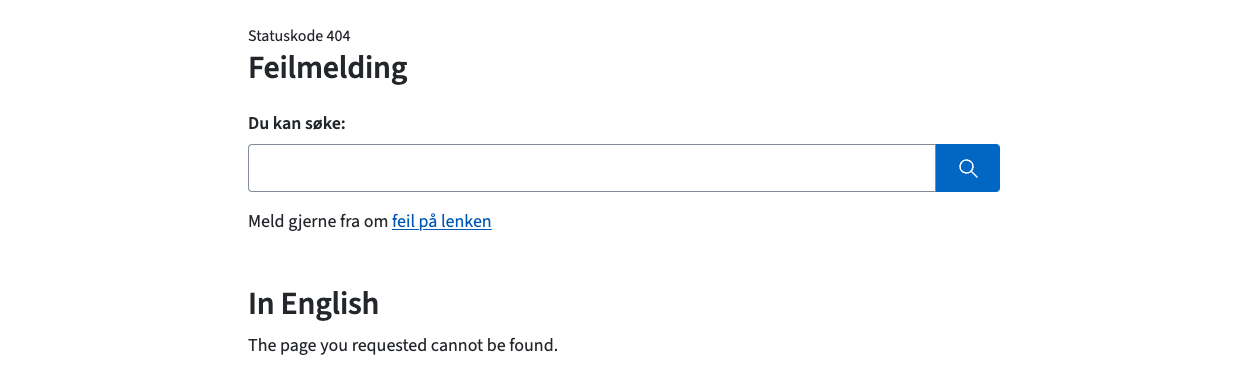 Statuskode 404
Feilmelding
Du kan søke:
Meld gjerne fra om feil på lenken
In English
The page you requested cannot be found.